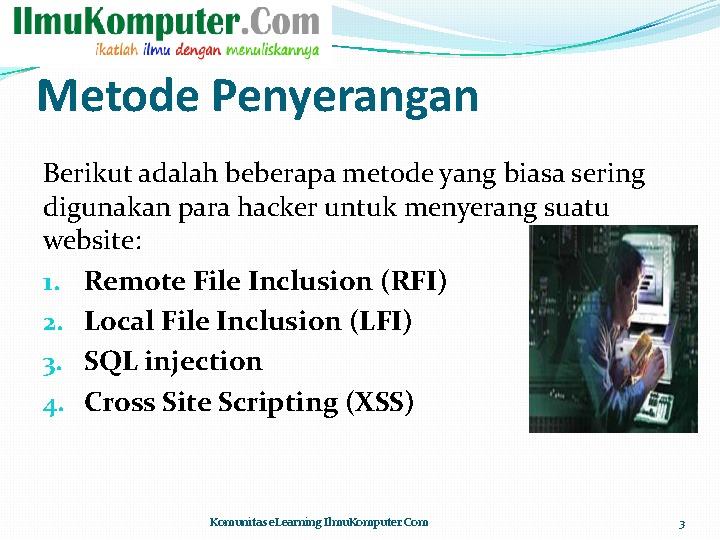 IlmuKomputer.Com
ikatlah ilmu dengan menuliskannya
Metode Penyerangan
Berikut adalah beberapa metode yang biasa sering
digunakan para hacker untuk menyerang suatu
website:
1. Remote File Inclusion (RFI)
2. Local File Inclusion (LFI)
3. SQL injection
4. Cross Site Scripting (XSS)
Komunitas eLearning IlmuKomputer.Com
3